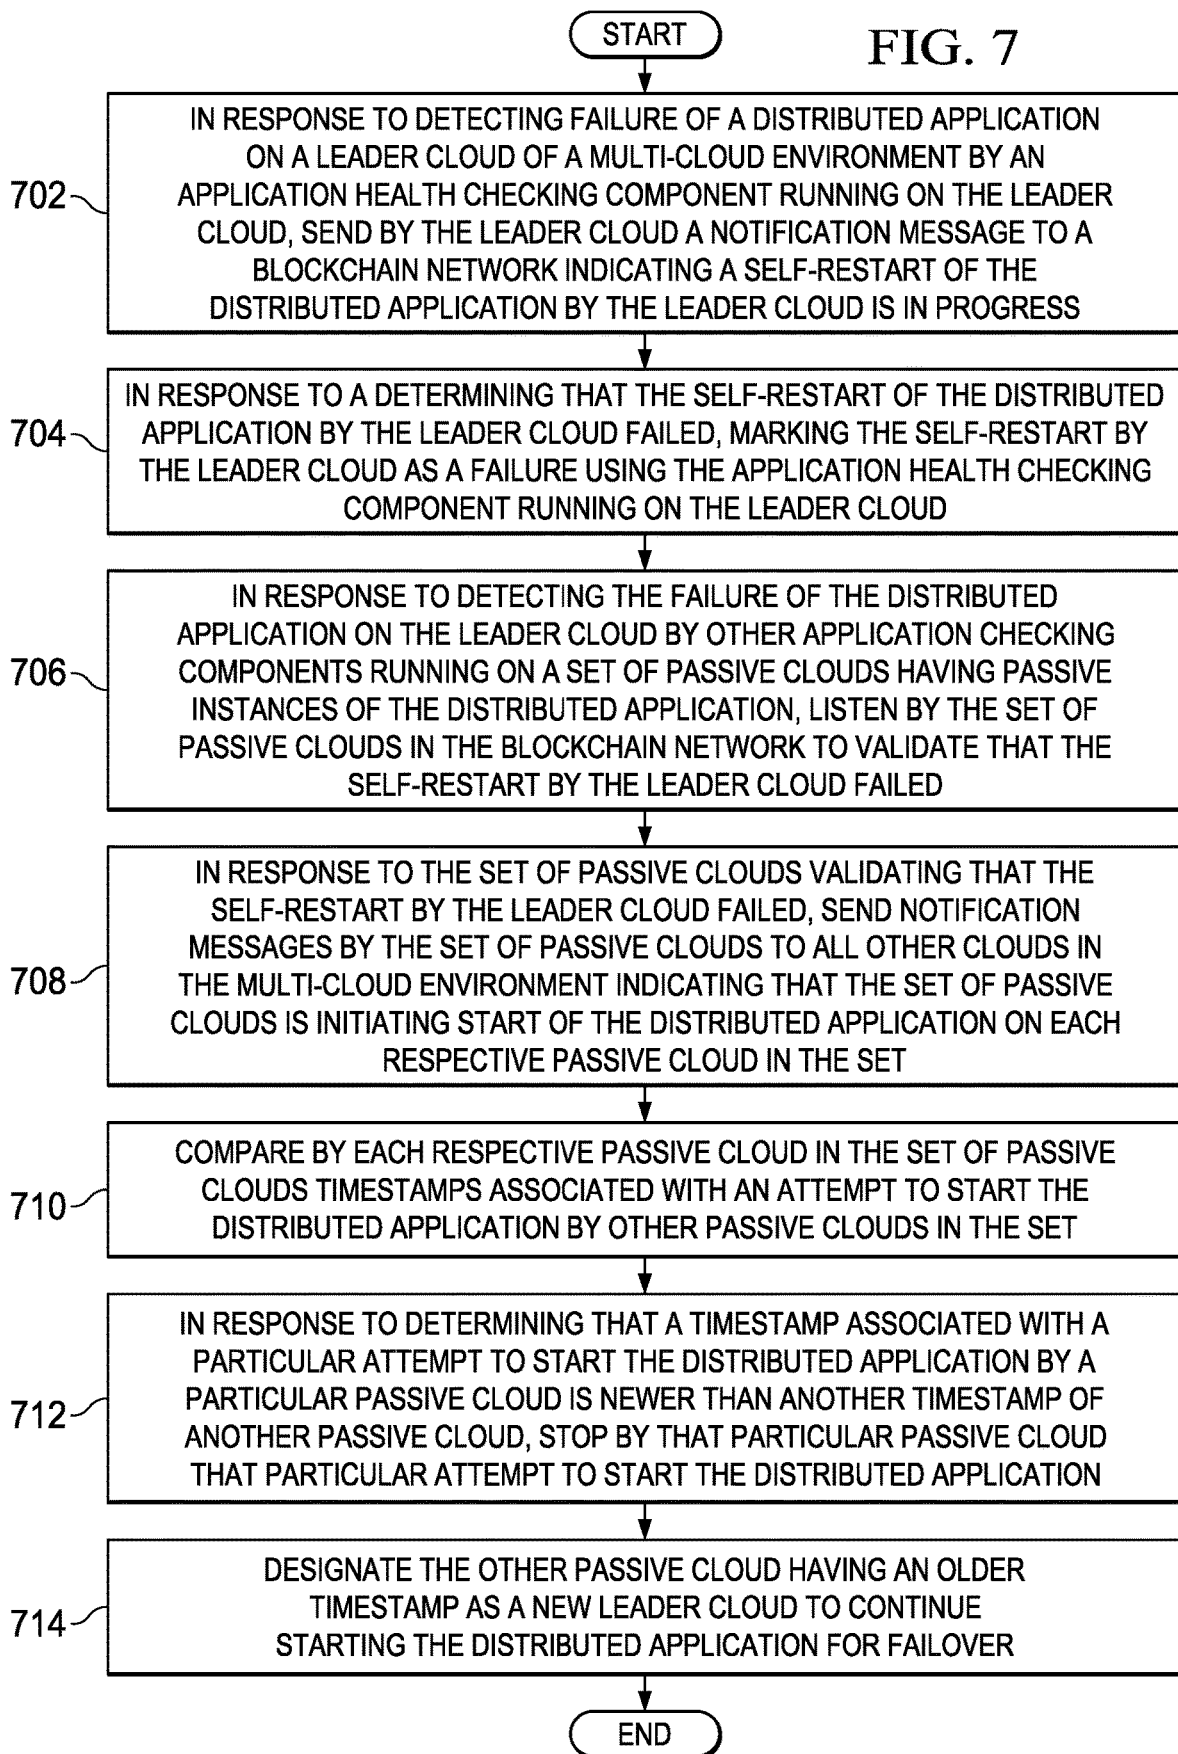 START
FIG. 7
702
IN RESPONSE TO DETECTING FAILURE OF A DISTRIBUTED APPLICATION
ON A LEADER CLOUD OF A MULTI-CLOUD ENVIRONMENT BY AN
APPLICATION HEALTH CHECKING COMPONENT RUNNING ON THE LEADER
CLOUD, SEND BY THE LEADER CLOUD A NOTIFICATION MESSAGE TO A
BLOCKCHAIN NETWORK INDICATING A SELF-RESTART OF THE
DISTRIBUTED APPLICATION BY THE LEADER CLOUD IS IN PROGRESS
704
IN RESPONSE TO A DETERMINING THAT THE SELF-RESTART OF THE DISTRIBUTED
APPLICATION BY THE LEADER CLOUD FAILED, MARKING THE SELF-RESTART BY
THE LEADER CLOUD AS A FAILURE USING THE APPLICATION HEALTH CHECKING
COMPONENT RUNNING ON THE LEADER CLOUD
706
IN RESPONSE TO DETECTING THE FAILURE OF THE DISTRIBUTED
APPLICATION ON THE LEADER CLOUD BY OTHER APPLICATION CHECKING
COMPONENTS RUNNING ON A SET OF PASSIVE CLOUDS HAVING PASSIVE
INSTANCES OF THE DISTRIBUTED APPLICATION, LISTEN BY THE SET OF
PASSIVE CLOUDS IN THE BLOCKCHAIN NETWORK TO VALIDATE THAT THE
SELF-RESTART BY THE LEADER CLOUD FAILED
708
IN RESPONSE TO THE SET OF PASSIVE CLOUDS VALIDATING THAT THE
SELF-RESTART BY THE LEADER CLOUD FAILED, SEND NOTIFICATION
MESSAGES BY THE SET OF PASSIVE CLOUDS TO ALL OTHER CLOUDS IN
THE MULTI-CLOUD ENVIRONMENT INDICATING THAT THE SET OF PASSIVE
CLOUDS IS INITIATING START OF THE DISTRIBUTED APPLICATION ON EACH
RESPECTIVE PASSIVE CLOUD IN THE SET
710
COMPARE BY EACH RESPECTIVE PASSIVE CLOUD IN THE SET OF PASSIVE
CLOUDS TIMESTAMPS ASSOCIATED WITH AN ATTEMPT TO START THE
DISTRIBUTED APPLICATION BY OTHER PASSIVE CLOUDS IN THE SET
712
IN RESPONSE TO DETERMINING THAT A TIMESTAMP ASSOCIATED WITH A
PARTICULAR ATTEMPT TO START THE DISTRIBUTED APPLICATION BY A
PARTICULAR PASSIVE CLOUD IS NEWER THAN ANOTHER TIMESTAMP OF
ANOTHER PASSIVE CLOUD, STOP BY THAT PARTICULAR PASSIVE CLOUD
THAT PARTICULAR ATTEMPT TO START THE DISTRIBUTED APPLICATION
714
DESIGNATE THE OTHER PASSIVE CLOUD HAVING AN OLDER
TIMESTAMP AS A NEW LEADER CLOUD TO CONTINUE
STARTING THE DISTRIBUTED APPLICATION FOR FAILOVER
END